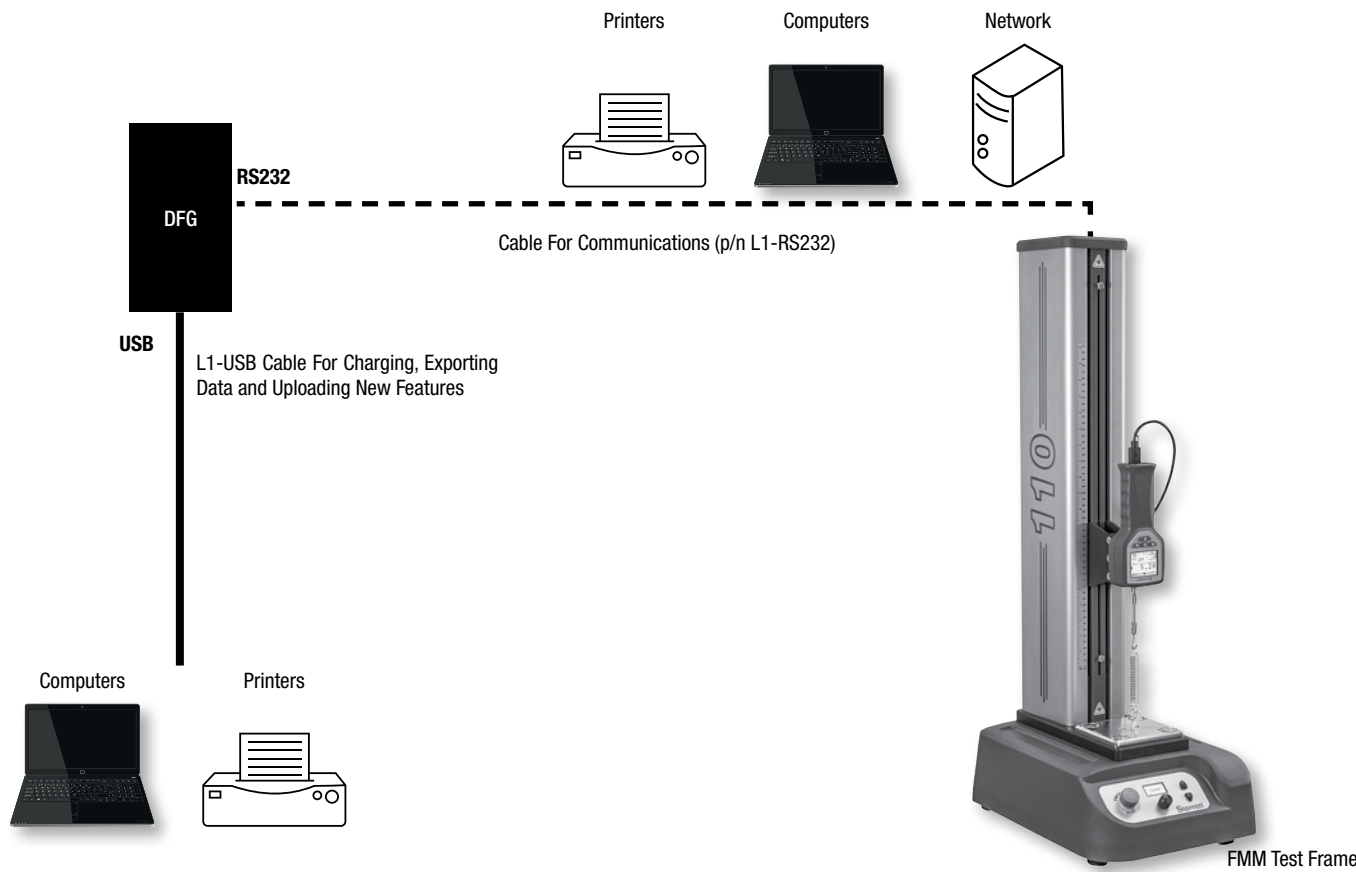 Printers
Computers
Network
RS232
DFG
Cable For Communications (p/n L1-RS232)
USB
L1-USB Cable For Charging, Exporting
Data and Uploading New Features
110
Computers
Printers
Starrett
FMM Test Frame